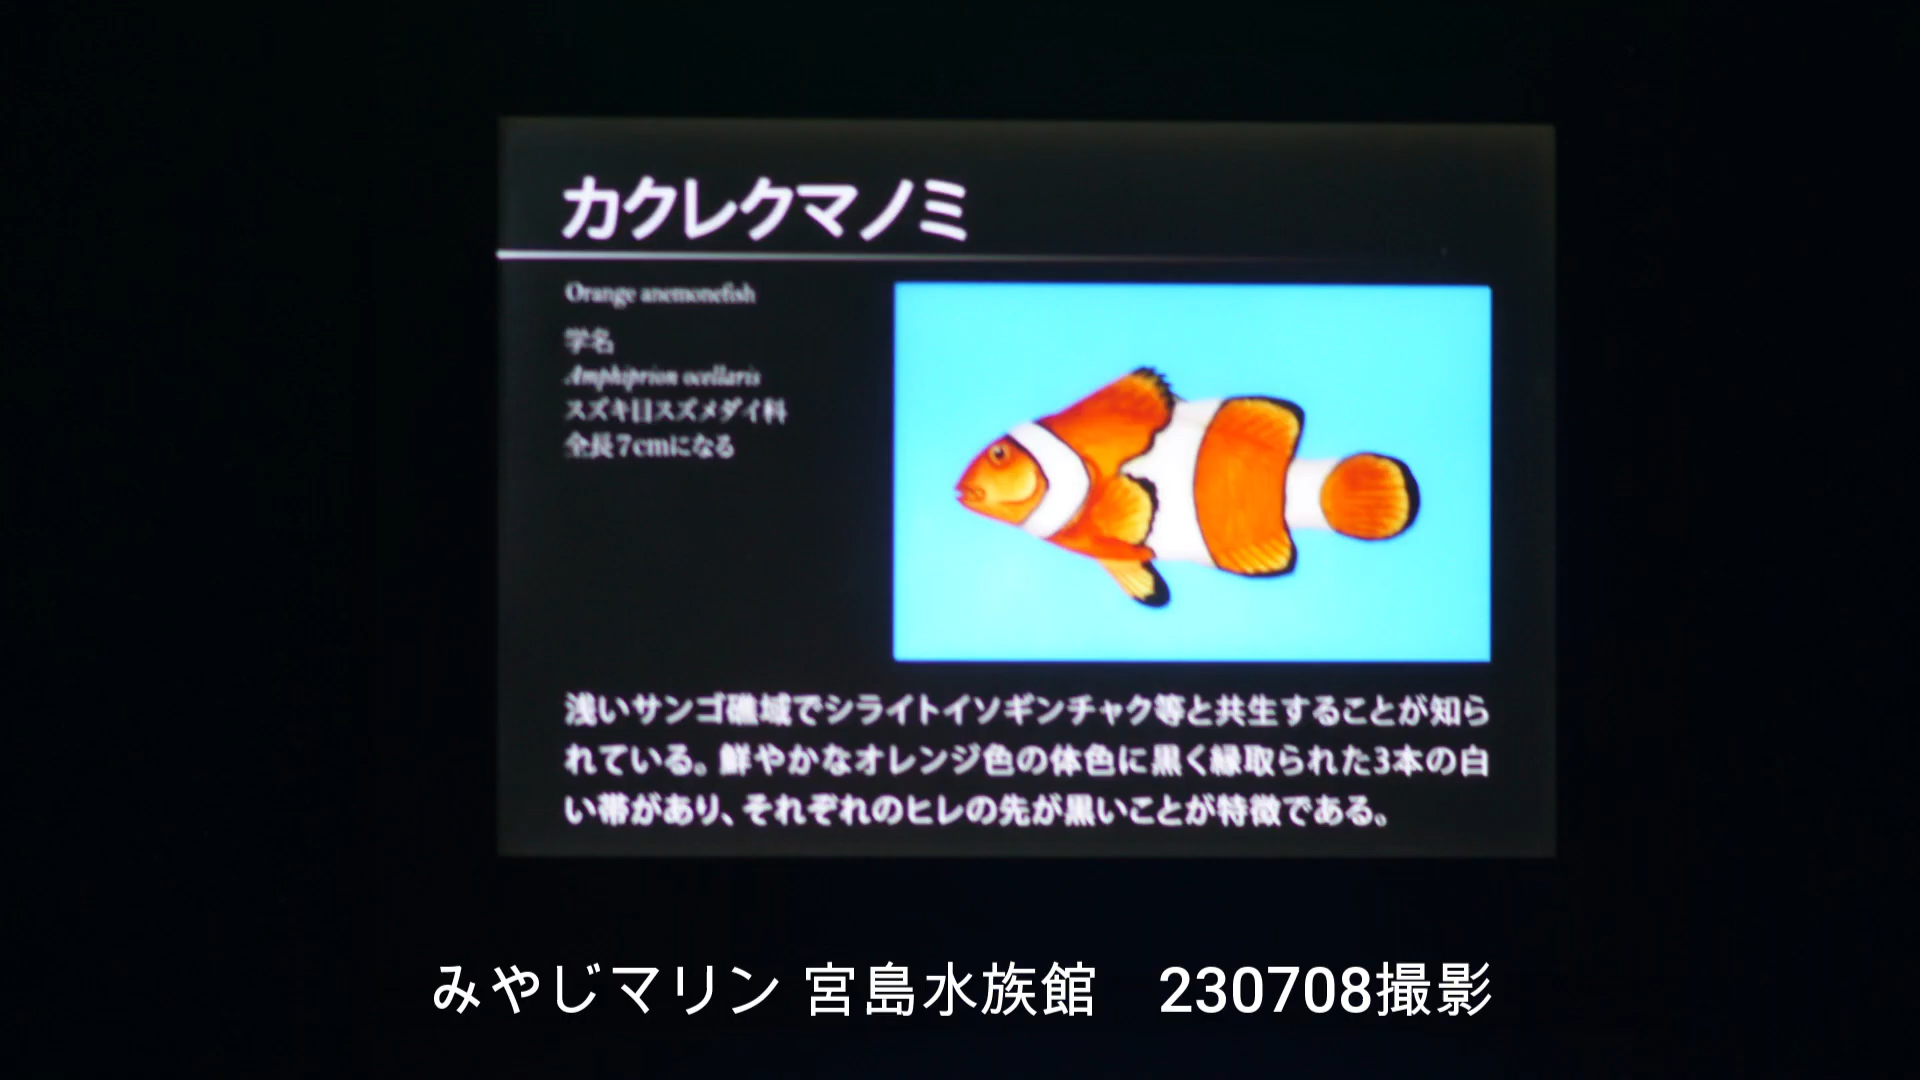 カクレクマノミ
Orange anemonefish
学名
Amphiprion ocellaris
スズキ目スズメダイ科
全長7cmになる
浅いサンゴ礁域でシライトイソギンチャク等と共生することが知ら
れている。鮮やかなオレンジ色の体色に黒く縁取られた3本の白
い帯があり、それぞれのヒレの先が黒いことが特徴である。
みやじマリン 宮島水族館　230708撮影